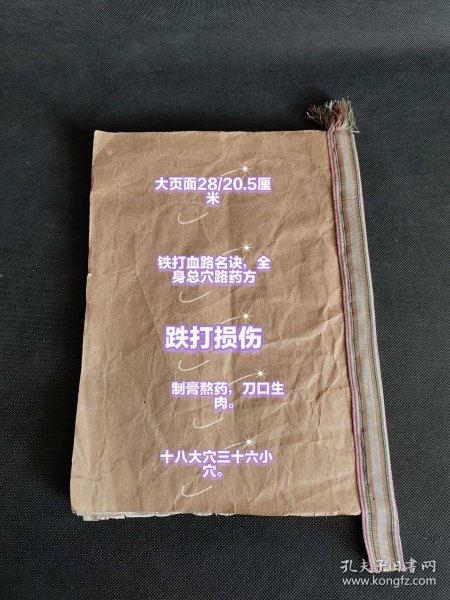 大页面28/20.5厘
米
铁打血路名诀，全
身总穴路药方
跌打损伤
制膏熬药，刀口生
肉。
十八大穴三十六小
穴。
孔夫子旧书网
www.kongfz.com